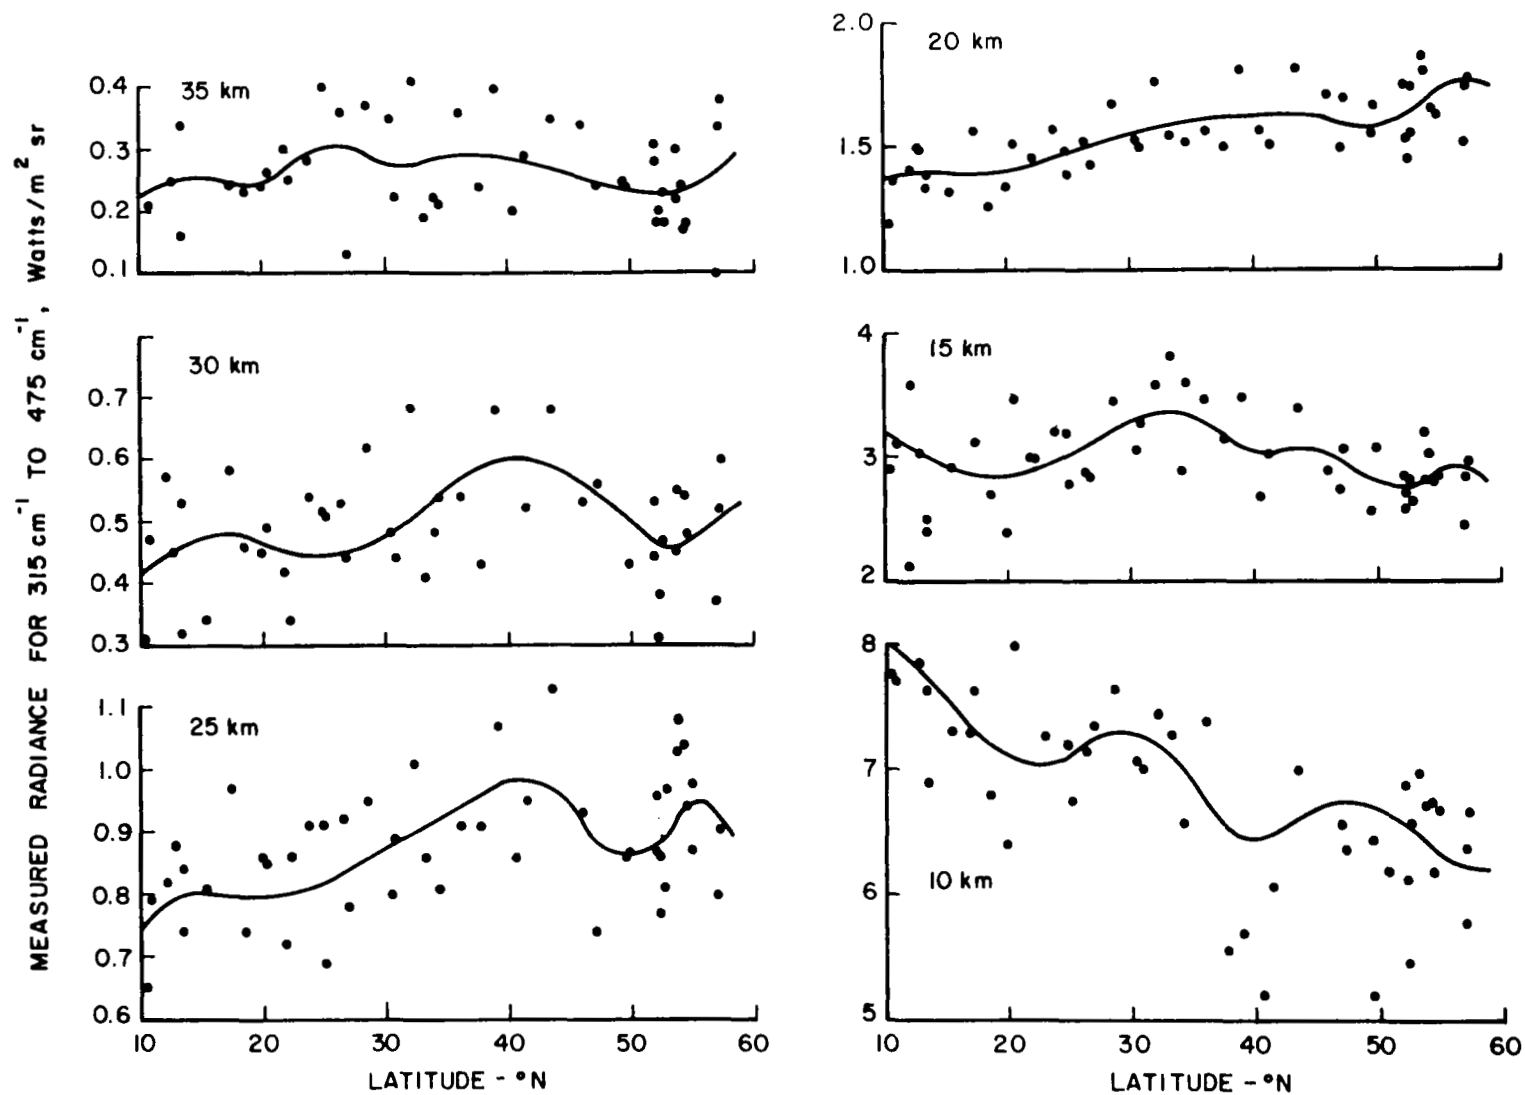 MEASURED RADIANCE FOR 315 cm⁻¹ TO 475 cm⁻¹, Watts/m² sr
35 km
0.4
0.3
0.2
0.1
30 km
0.7
0.6
0.5
0.4
0.3
25 km
1.1
1.0
0.9
0.8
0.7
0.6
10 20 30 40 50 60
LATITUDE - °N
2.0
20 km
1.5
1.0
4
15 km
3
2
8
7
6
10 km
5
10 20 30 40 50 60
LATITUDE - °N